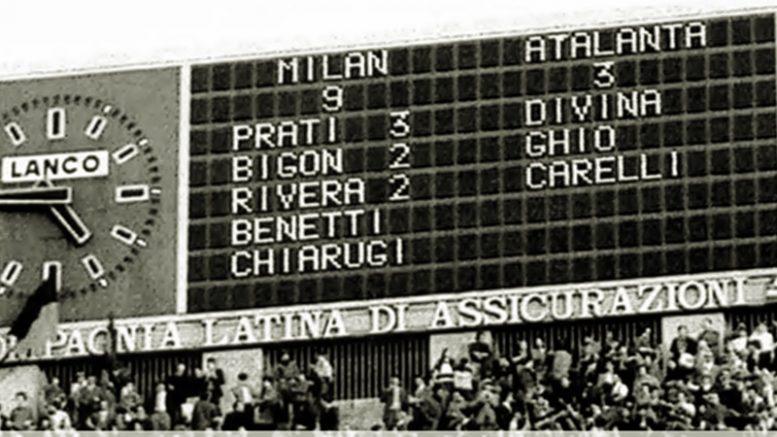 LANCO
MILAN
9
PRATI 3
BIGON 2
RIVERA 2
BENETTI
CHIARUGI
ATALANTA
3
DIVINA
GHIO
CARELLI
LATINA DI ASSICURAZIONI